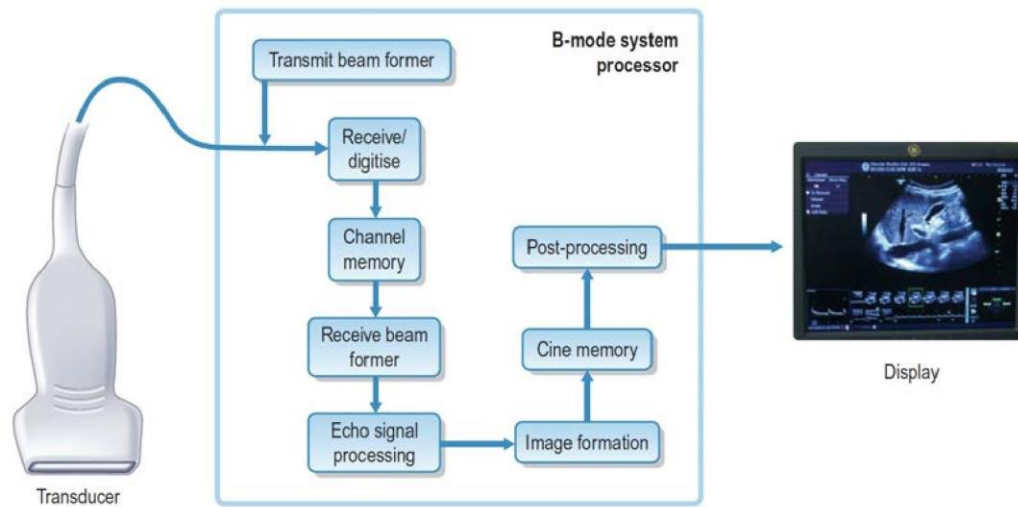 B-mode system
processor
Transmit beam former
Receive/
digitise
Channel
memory
Receive beam
former
Echo signal
processing
Image formation
Cine memory
Post-processing
Transducer
Display